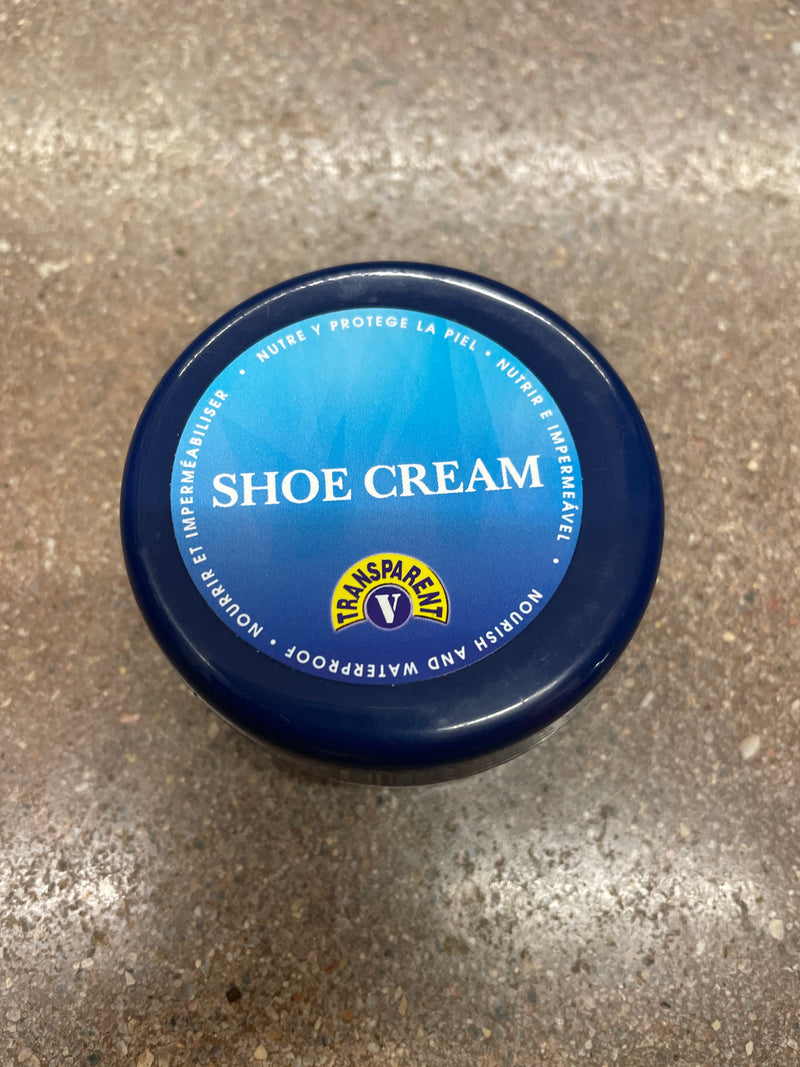 NUTRE Y PROTEGE LA PIEL •
NUTRIR E IMPERMEÁVEL •
NOURISH AND WATERPROOF •
NOURRIR ET IMPERMÉABILISER •
SHOE CREAM
TRANSPARENT
V